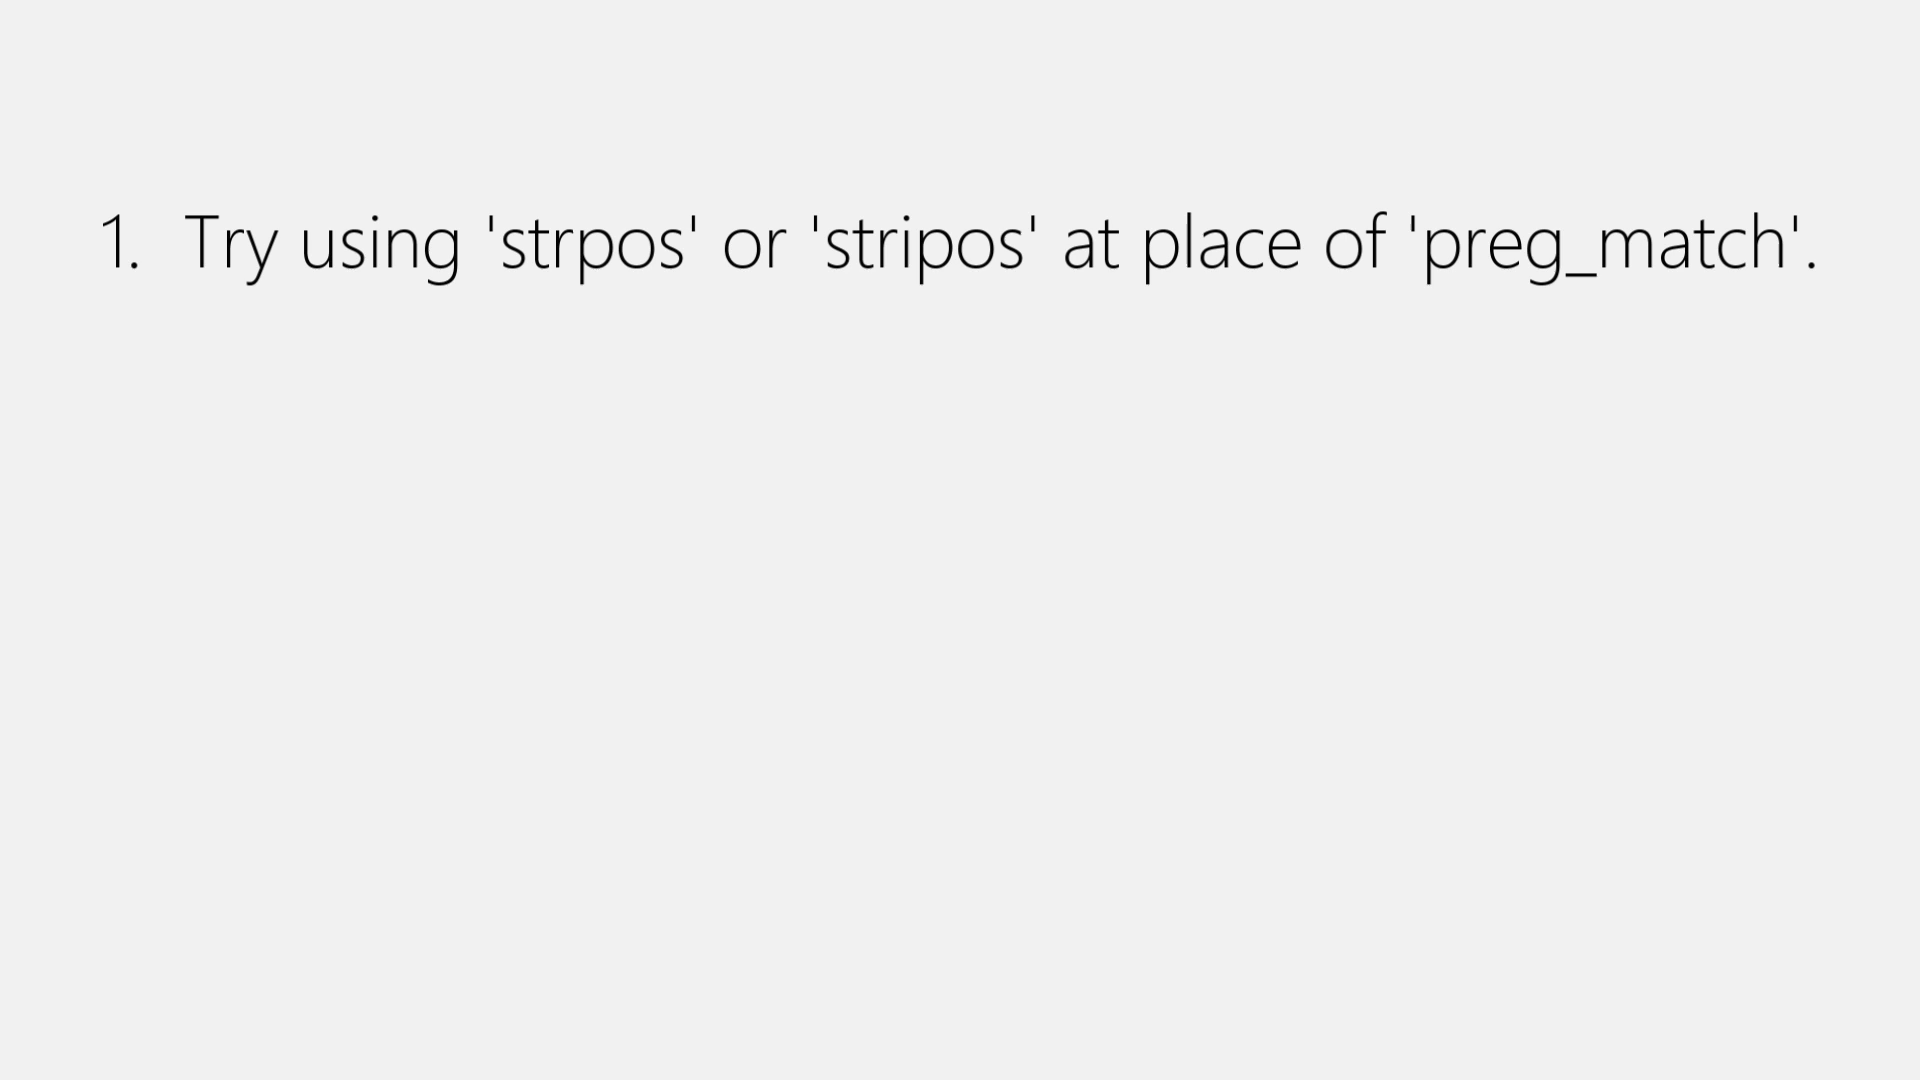 1. Try using 'strpos' or 'stripos' at place of 'preg_match'.